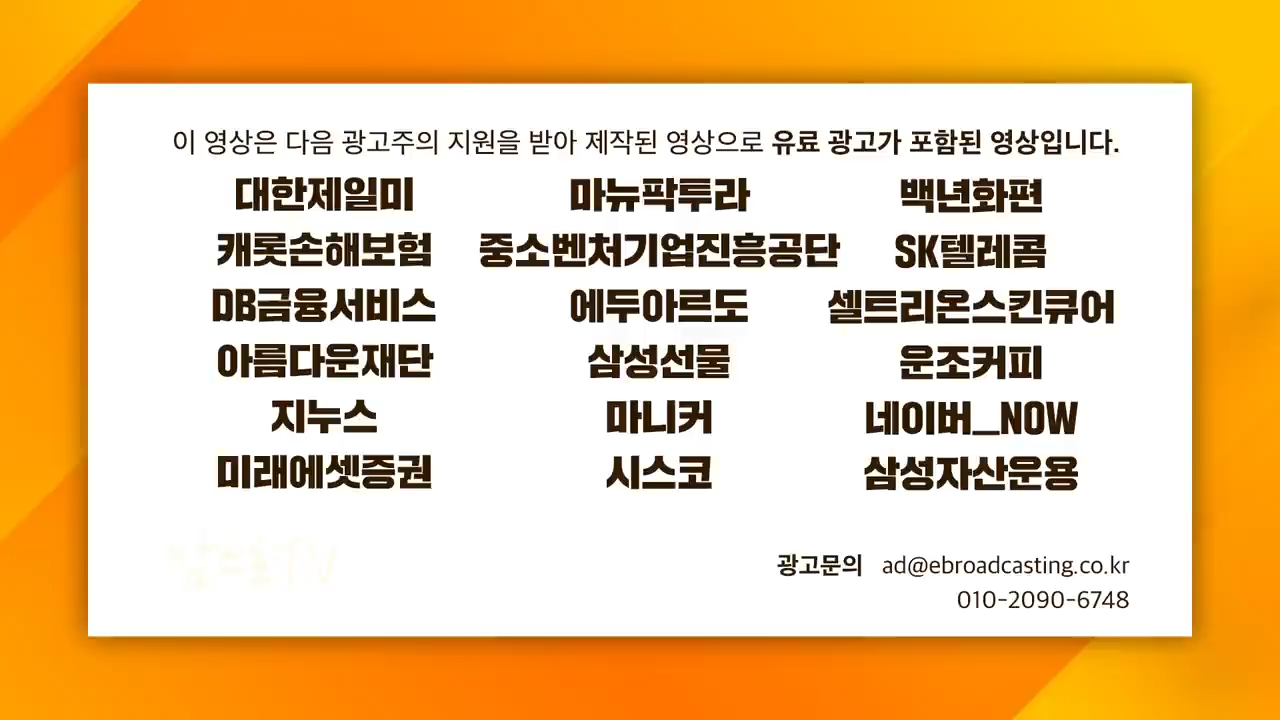 이 영상은 다음 광고주의 지원을 받아 제작된 영상으로 유료 광고가 포함된 영상입니다.
대한제일미 마뉴팍투라 백년화편
캐롯손해보험 중소벤처기업진흥공단 SK텔레콤
DB금융서비스 에두아르도 셀트리온스킨큐어
아름다운재단 삼성선물 운조커피
지누스 마니커 네이버_NOW
미래에셋증권 시스코 삼성자산운용
광고문의 ad@ebroadcasting.co.kr
010-2090-6748